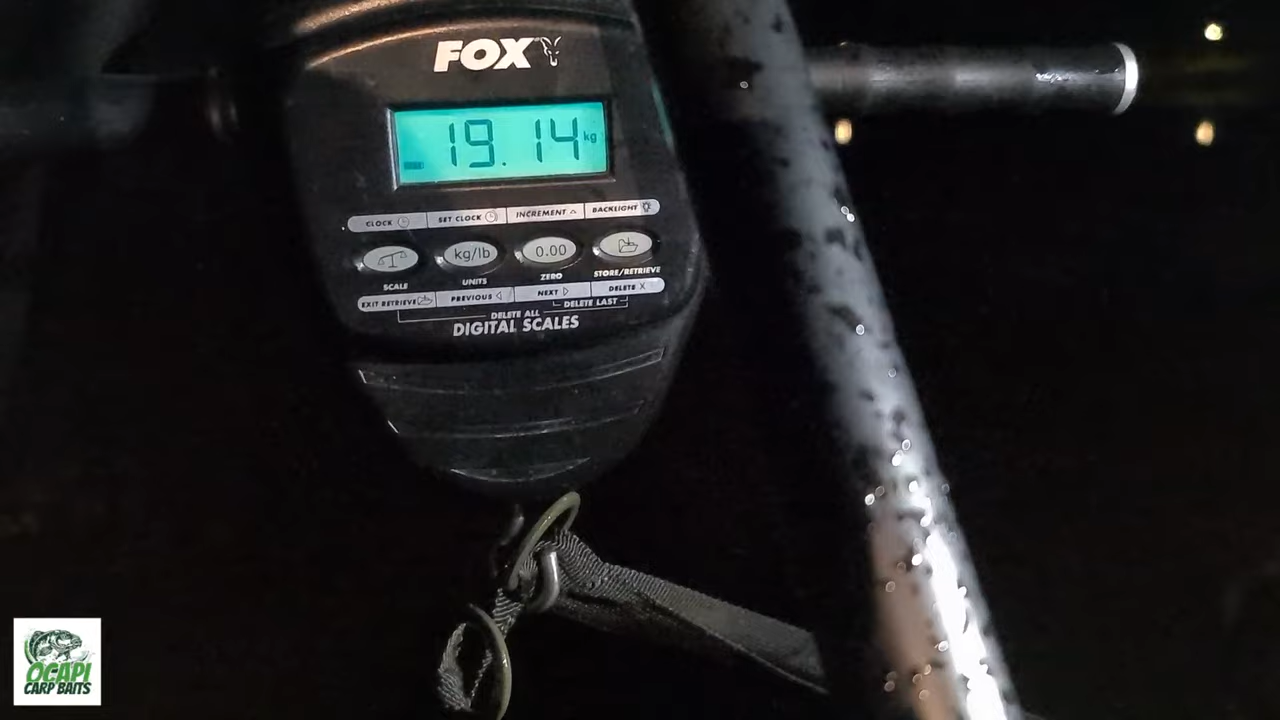 FOX
19.14 kg
CLOCK SET CLOCK INCREMENT BACKLIGHT
kg/lb 0.00
SCALE UNITS ZERO STORE/RETRIEVE
EXIT RETRIEVE PREVIOUS NEXT DELETE X
DELETE LAST
DELETE ALL
DIGITAL SCALES
OCAPI
CARP BAITS